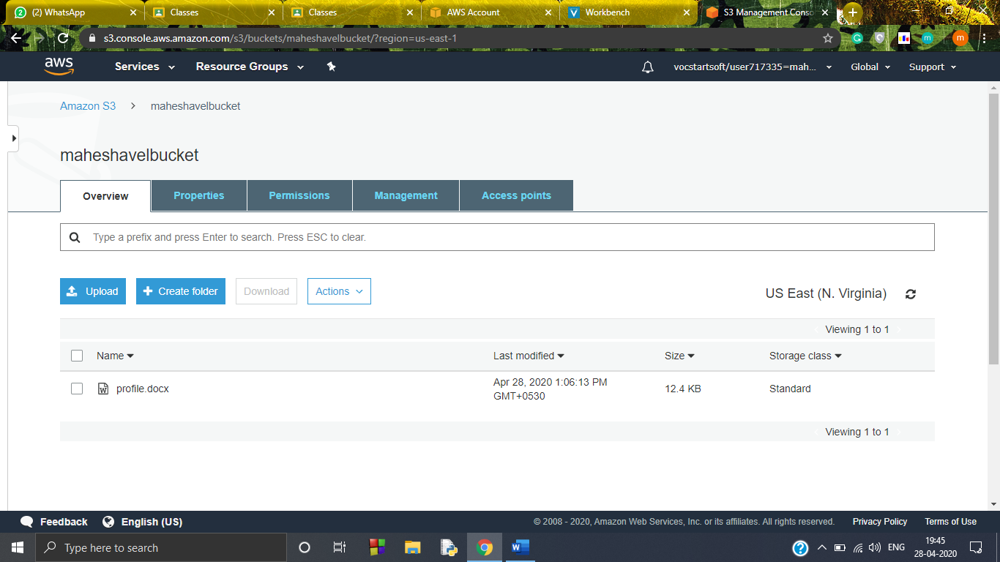 (2) WhatsApp
Classes
Classes
AWS Account
Workbench
S3 Management Conso
s3.console.aws.amazon.com/s3/buckets/maheshavelbucket/?region=us-east-1
aws
Services
Resource Groups
vocstartsoft/user717335=mah...
Global
Support
Amazon S3
maheshavelbucket
maheshavelbucket
Overview
Properties
Permissions
Management
Access points
Type a prefix and press Enter to search. Press ESC to clear.
Upload
Create folder
Download
Actions
US East (N. Virginia)
Viewing 1 to 1
Name
Last modified
Size
Storage class
profile.docx
Apr 28, 2020 1:06:13 PM
GMT+0530
12.4 KB
Standard
Viewing 1 to 1
Feedback
English (US)
© 2008 - 2020, Amazon Web Services, Inc. or its affiliates. All rights reserved.
Privacy Policy
Terms of Use
Type here to search
ENG
19:45
28-04-2020